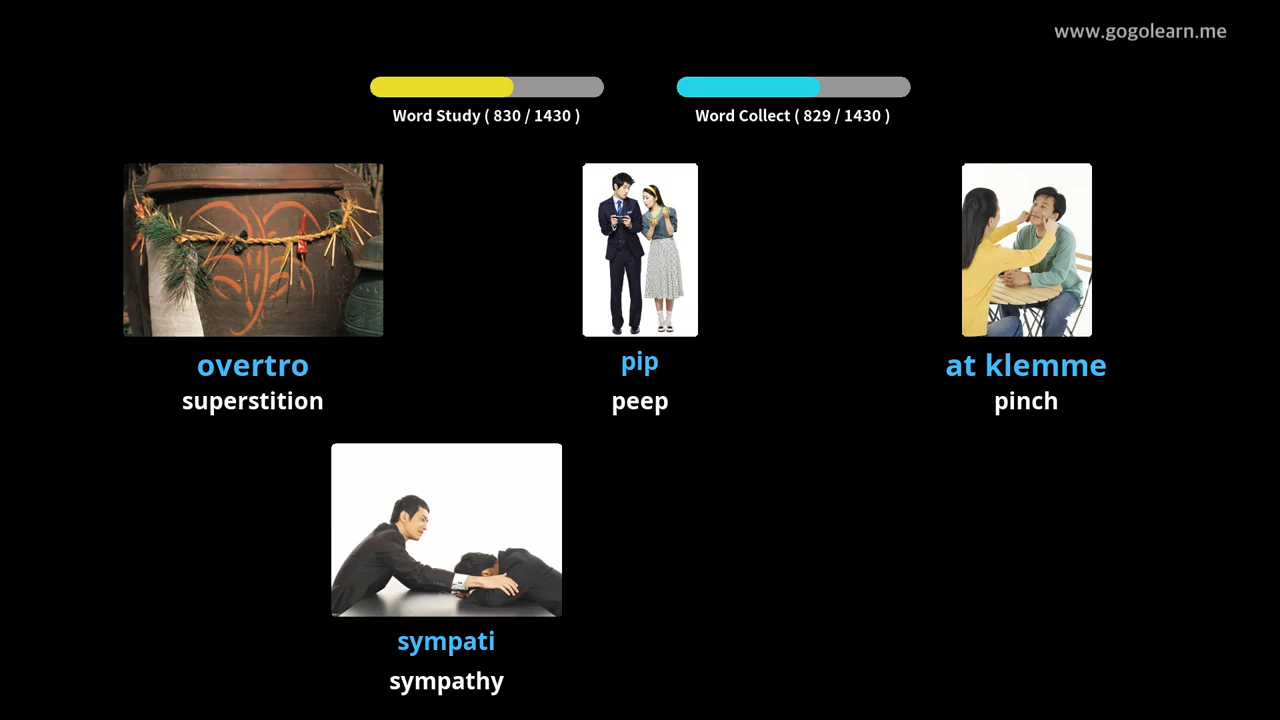 www.gogolearn.me
Word Study ( 830 / 1430 )
Word Collect ( 829 / 1430 )
overtro
superstition
pip
peep
at klemme
pinch
sympati
sympathy